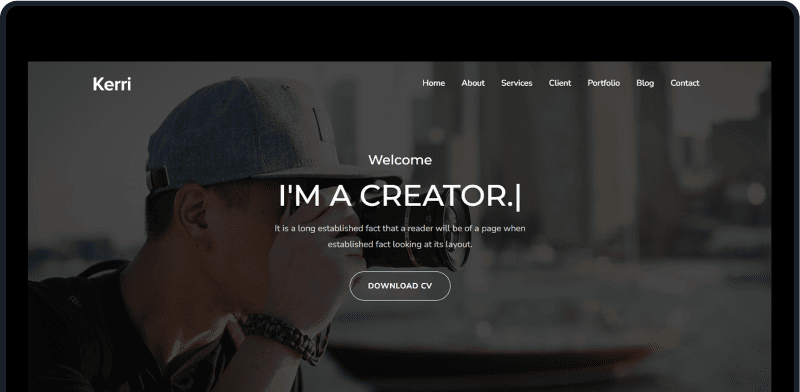 Kerri
Home About Services Client Portfolio Blog Contact
Welcome
I'M A CREATOR.|
It is a long established fact that a reader will be of a page when
established fact looking at its layout.
DOWNLOAD CV